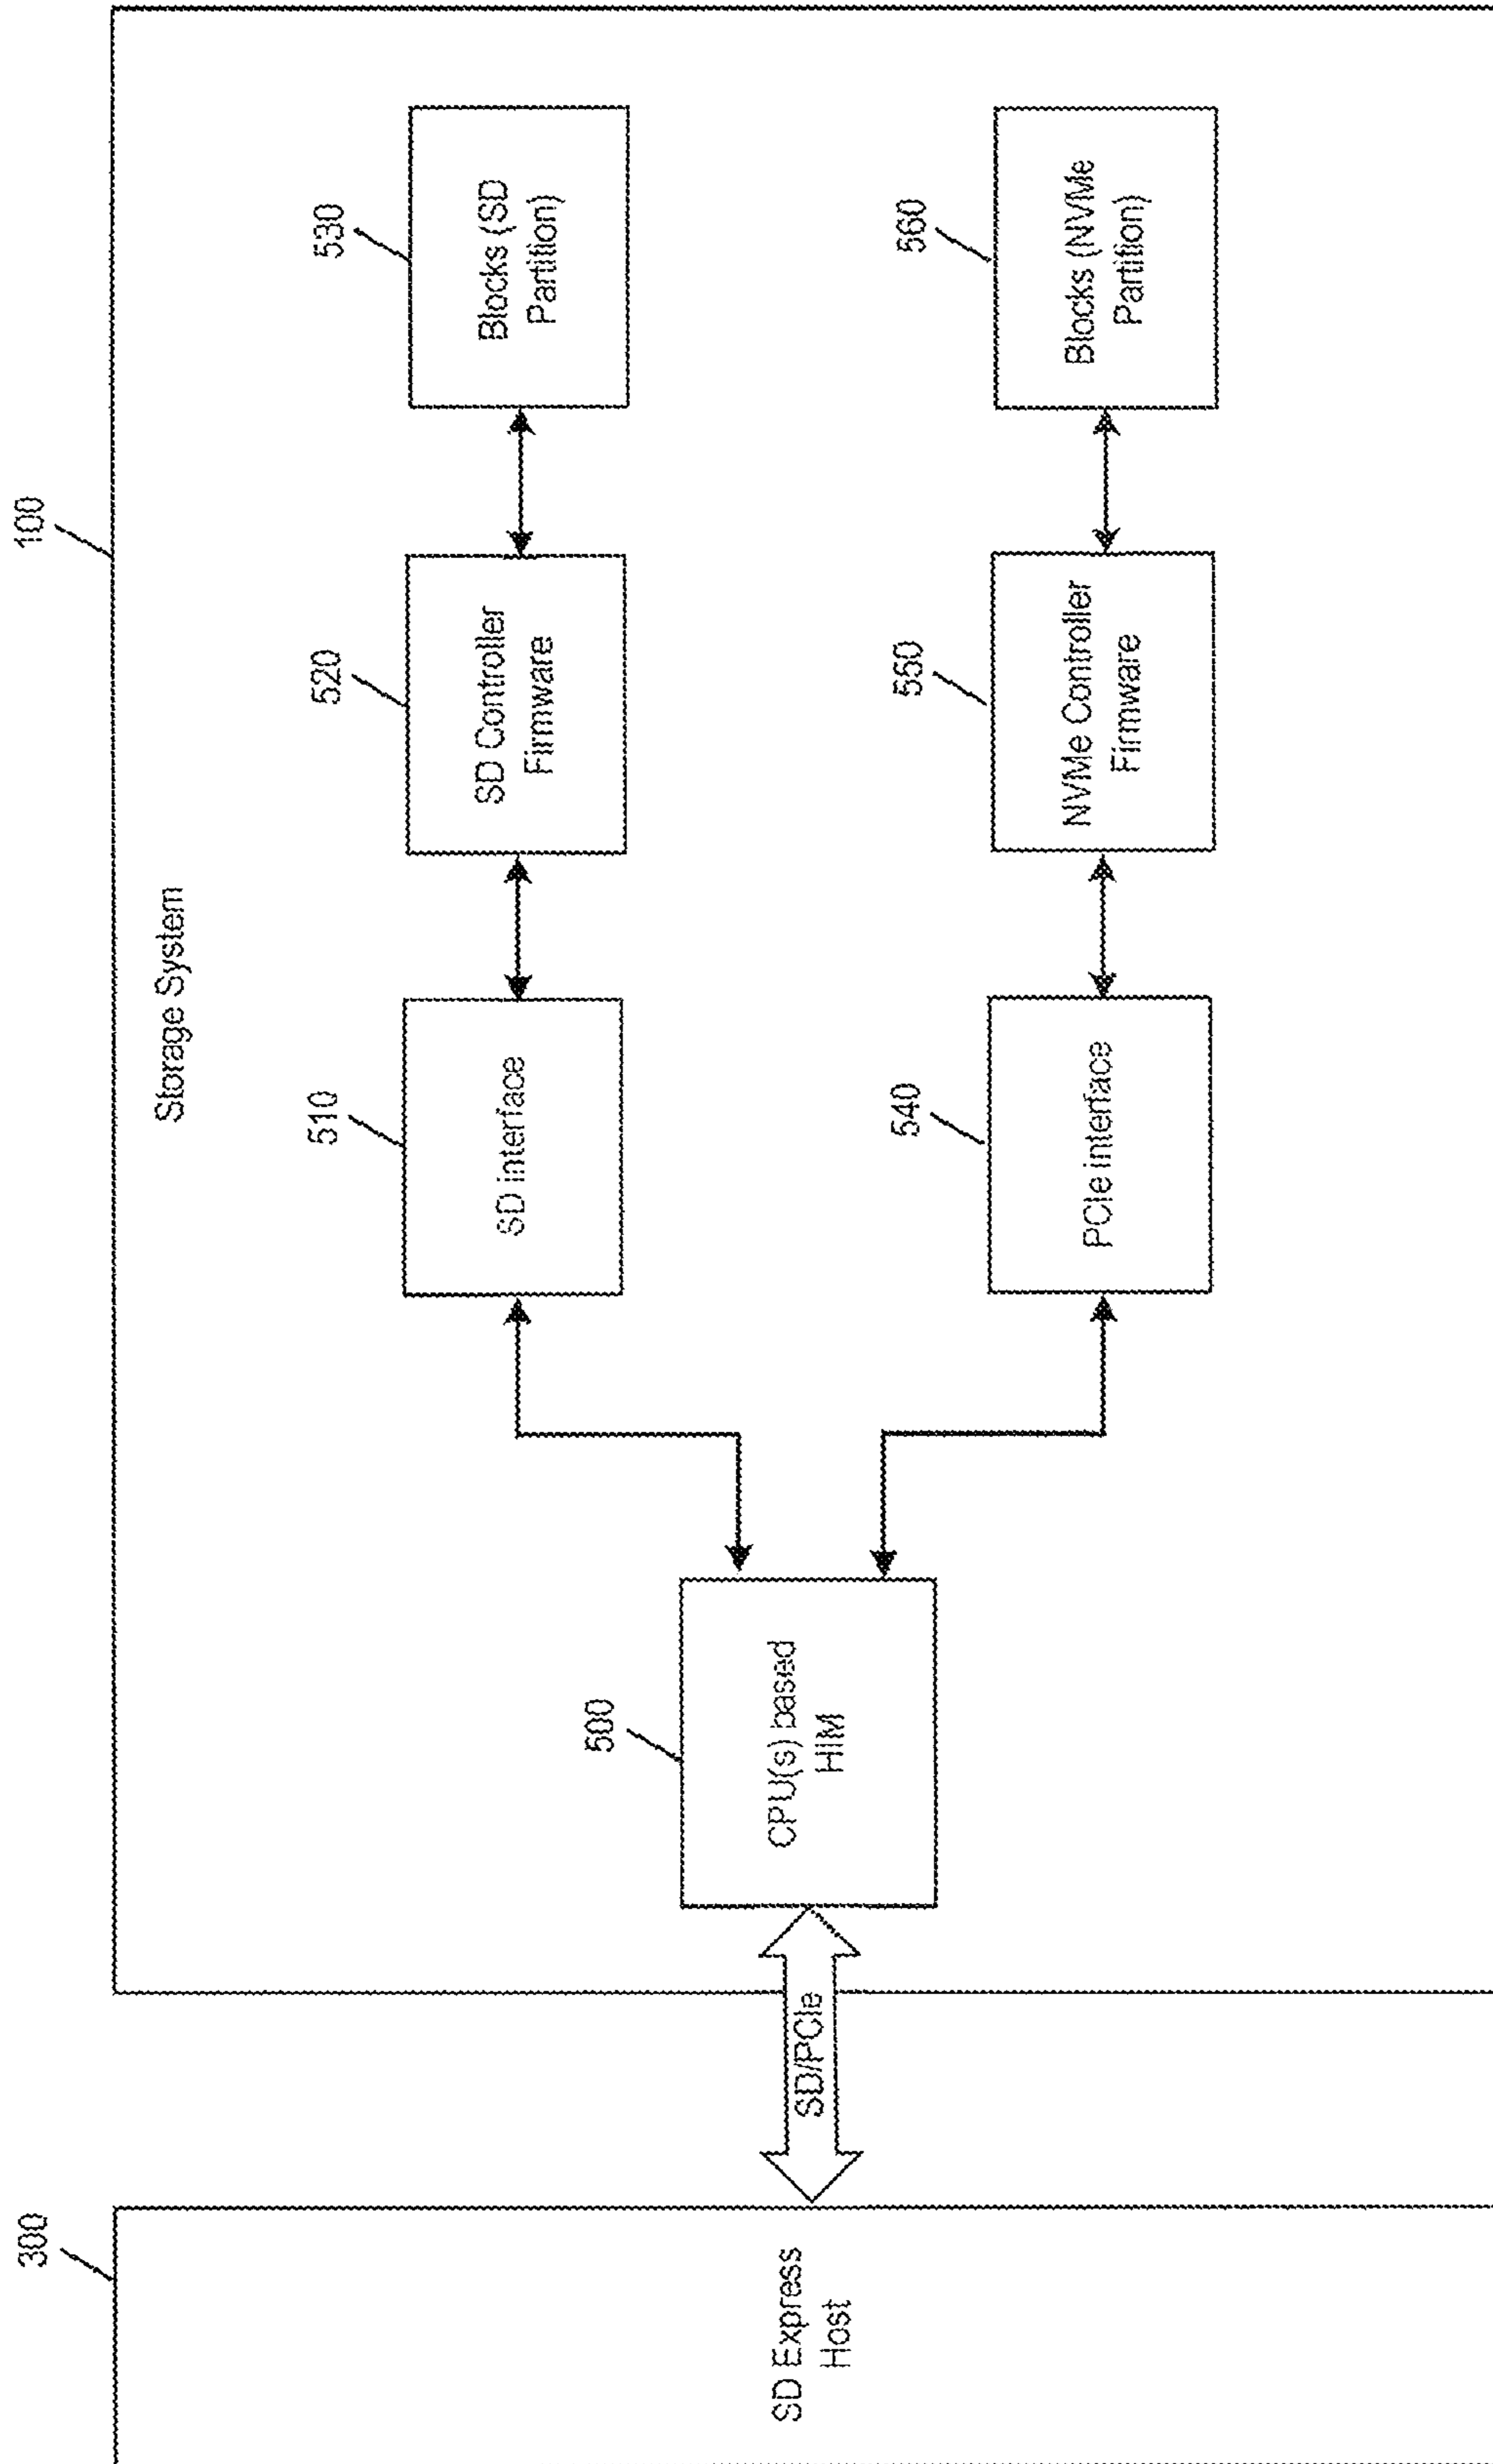 300
SD Express
Host
SD/PCIe
100
Storage System
500
CPU(s) based
HIM
510
SD interface
520
SD Controller
Firmware
530
Blocks (SD
Partition)
540
PCIe interface
550
NVMe Controller
Firmware
560
Blocks (NVMe
Partition)